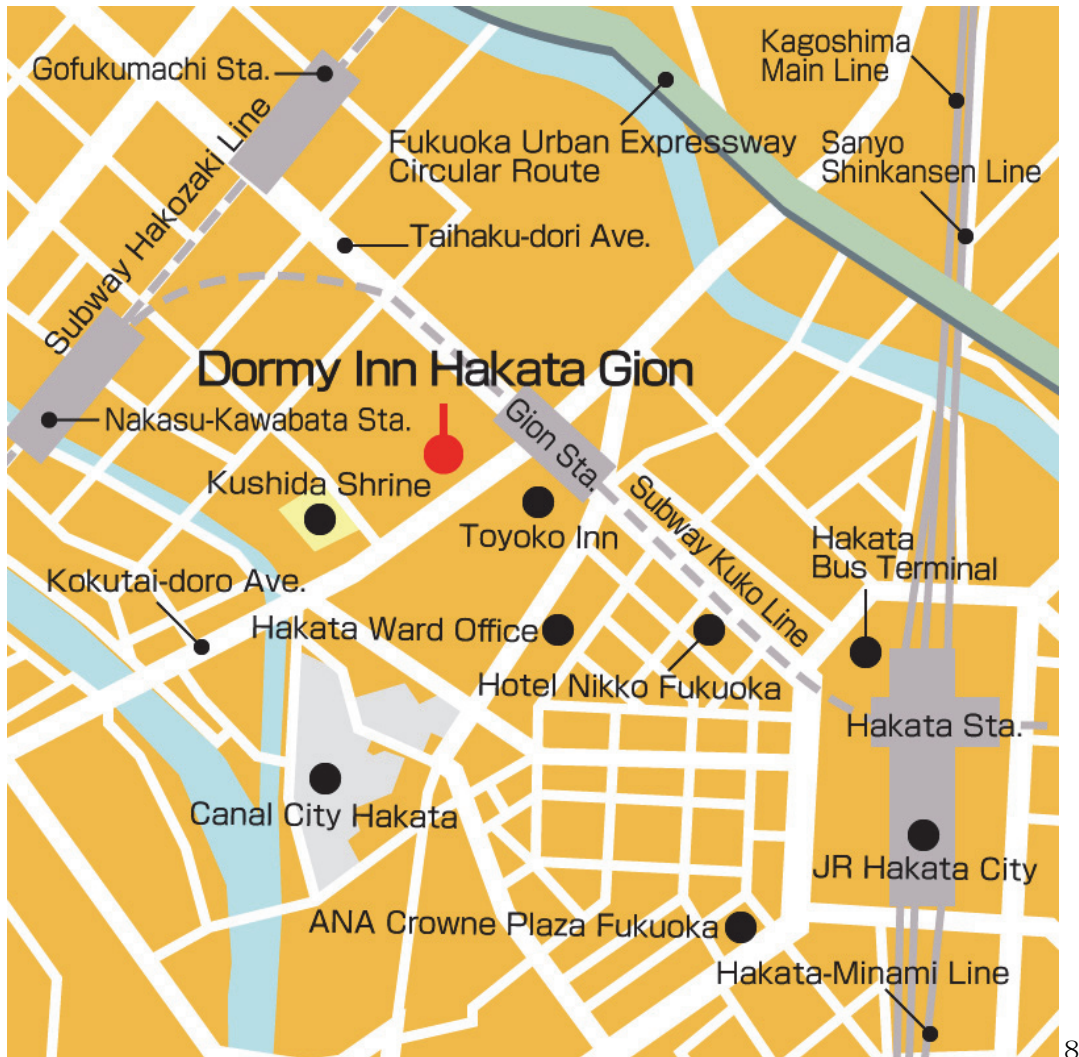 Kagoshima
Main Line
Gofukumachi Sta.
Fukuoka Urban Expressway
Circular Route
Sanyo
Shinkansen Line
Subway Hakozaki Line
Taihaku-dori Ave.
Dormy Inn Hakata Gion
Nakasu-Kawabata Sta.
Gion Sta.
Kushida Shrine
Toyoko Inn
Subway Kuko Line
Hakata
Bus Terminal
Kokutai-doro Ave.
Hakata Ward Office
Hotel Nikko Fukuoka
Hakata Sta.
Canal City Hakata
JR Hakata City
ANA Crowne Plaza Fukuoka
Hakata-Minami Line
8